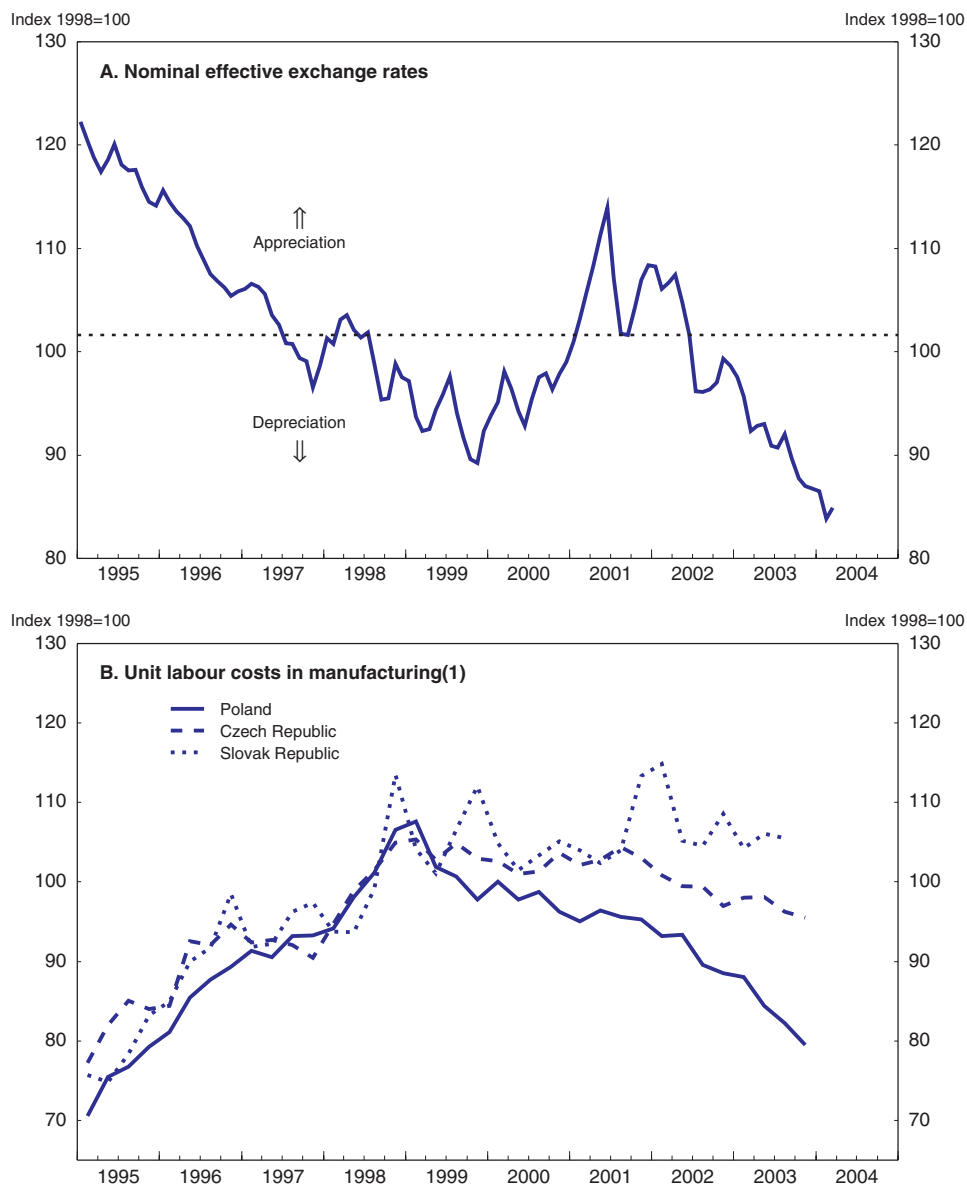 Index 1998=100 Index 1998=100
130 130
A. Nominal effective exchange rates
120 120
⇑
110 110
Appreciation
100 100
Depreciation
90 90
⇓
80 80
1995 1996 1997 1998 1999 2000 2001 2002 2003 2004
Index 1998=100 Index 1998=100
130 130
B. Unit labour costs in manufacturing(1)
120 120
Poland
Czech Republic
Slovak Republic
110 110
100 100
90 90
80 80
70 70
1995 1996 1997 1998 1999 2000 2001 2002 2003 2004